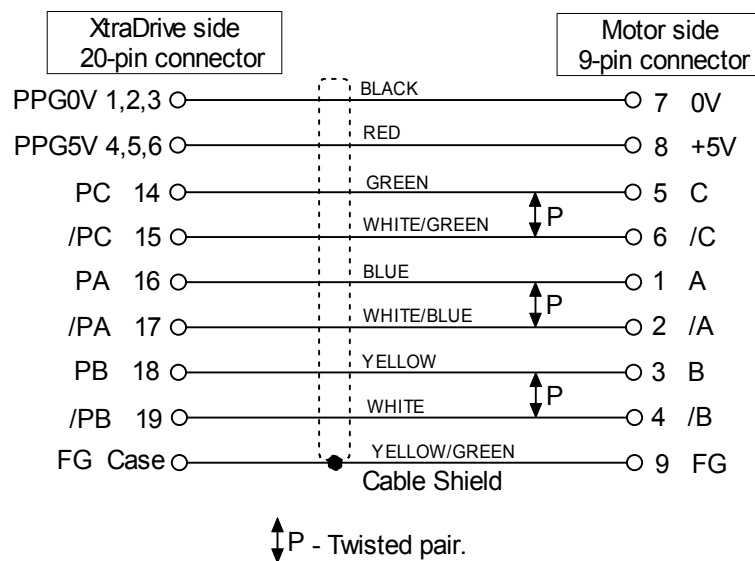 XtraDrive side
20-pin connector
Motor side
9-pin connector
PPG0V 1,2,3 BLACK 7 0V
PPG5V 4,5,6 RED 8 +5V
PC 14 GREEN 5 C
P
/PC 15 WHITE/GREEN 6 /C
PA 16 BLUE 1 A
P
/PA 17 WHITE/BLUE 2 /A
PB 18 YELLOW 3 B
P
/PB 19 WHITE 4 /B
FG Case YELLOW/GREEN 9 FG
Cable Shield
P - Twisted pair.